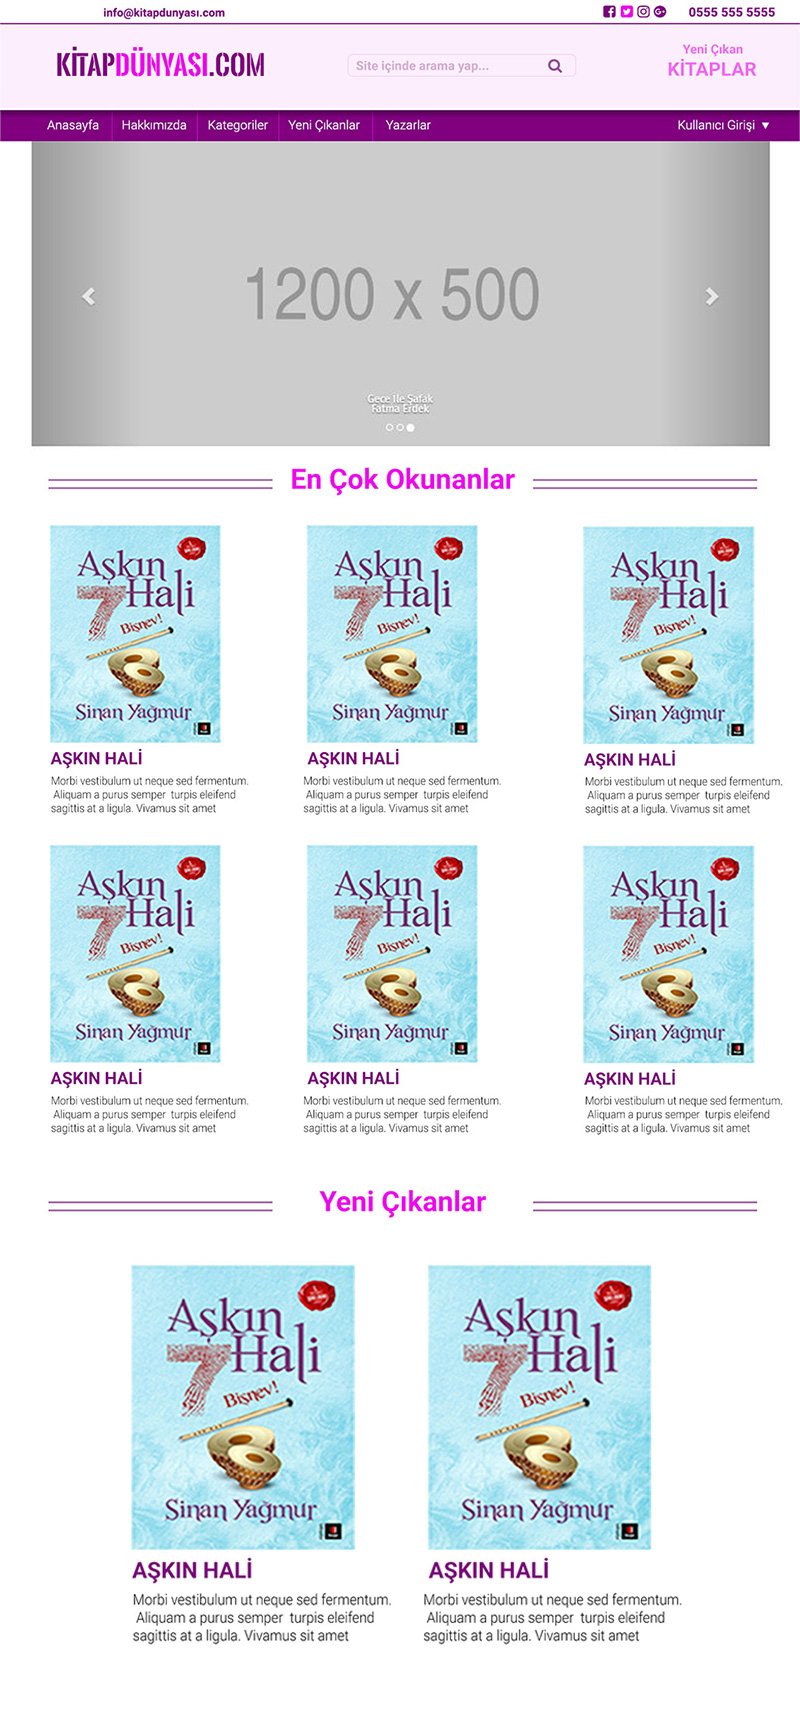 info@kitapdunyası.com
0555 555 5555
KİTAPDÜNYASI.COM
Site içinde arama yap...
Yeni Çıkan
KİTAPLAR
Anasayfa
Hakkımızda
Kategoriler
Yeni Çıkanlar
Yazarlar
Kullanıcı Girişi ▼
1200 x 500
Gece ile Şafak
Fatma Erdek
En Çok Okunanlar
Aşkın
7 Hali
Bişnev!
Sinan Yağmur
AŞKIN HALİ
Morbi vestibulum ut neque sed fermentum.
Aliquam a purus semper turpis eleifend
sagittis at a ligula. Vivamus sit amet
Aşkın
7 Hali
Bişnev!
Sinan Yağmur
AŞKIN HALİ
Morbi vestibulum ut neque sed fermentum.
Aliquam a purus semper turpis eleifend
sagittis at a ligula. Vivamus sit amet
Aşkın
7 Hali
Bişnev!
Sinan Yağmur
AŞKIN HALİ
Morbi vestibulum ut neque sed fermentum.
Aliquam a purus semper turpis eleifend
sagittis at a ligula. Vivamus sit amet
Aşkın
7 Hali
Bişnev!
Sinan Yağmur
AŞKIN HALİ
Morbi vestibulum ut neque sed fermentum.
Aliquam a purus semper turpis eleifend
sagittis at a ligula. Vivamus sit amet
Aşkın
7 Hali
Bişnev!
Sinan Yağmur
AŞKIN HALİ
Morbi vestibulum ut neque sed fermentum.
Aliquam a purus semper turpis eleifend
sagittis at a ligula. Vivamus sit amet
Aşkın
7 Hali
Bişnev!
Sinan Yağmur
AŞKIN HALİ
Morbi vestibulum ut neque sed fermentum.
Aliquam a purus semper turpis eleifend
sagittis at a ligula. Vivamus sit amet
Yeni Çıkanlar
Aşkın
7 Hali
Bişnev!
Sinan Yağmur
AŞKIN HALİ
Morbi vestibulum ut neque sed fermentum.
Aliquam a purus semper turpis eleifend
sagittis at a ligula. Vivamus sit amet
Aşkın
7 Hali
Bişnev!
Sinan Yağmur
AŞKIN HALİ
Morbi vestibulum ut neque sed fermentum.
Aliquam a purus semper turpis eleifend
sagittis at a ligula. Vivamus sit amet